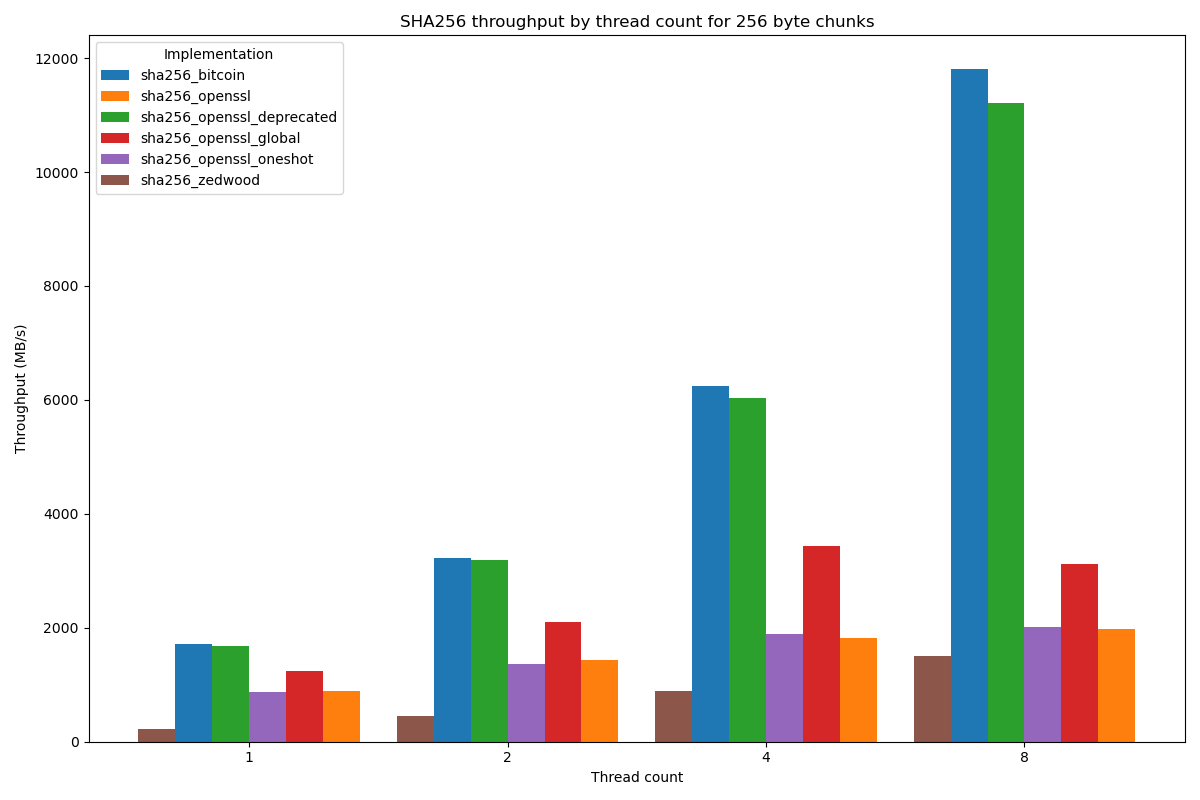 SHA256 throughput by thread count for 256 byte chunks
Implementation
sha256_bitcoin
sha256_openssl
sha256_openssl_deprecated
sha256_openssl_global
sha256_openssl_oneshot
sha256_zedwood
12000
10000
8000
6000
4000
2000
0
Throughput (MB/s)
1 2 4 8
Thread count